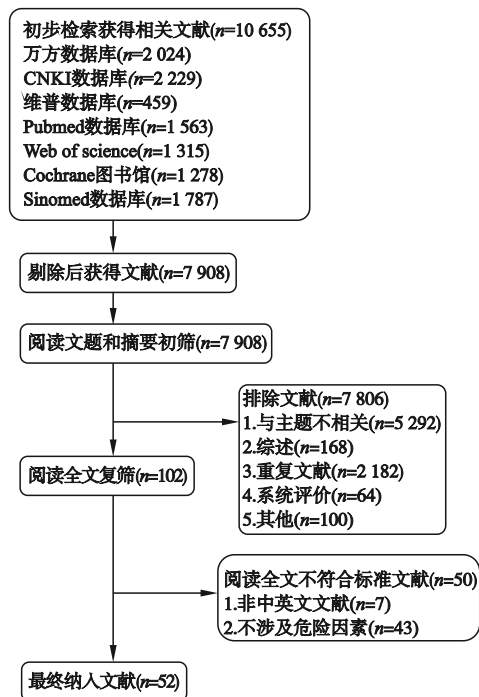 初步检索获得相关文献(n=10 655)
万方数据库(n=2 024)
CNKI数据库(n=2 229)
维普数据库(n=459)
Pubmed数据库(n=1 563)
Web of science(n=1 315)
Cochrane图书馆(n=1 278)
Sinomed数据库(n=1 787)
剔除后获得文献(n=7 908)
阅读文题和摘要初筛(n=7 908)
排除文献(n=7 806)
1.与主题不相关(n=5 292)
2.综述(n=168)
3.重复文献(n=2 182)
4.系统评价(n=64)
5.其他(n=100)
阅读全文复筛(n=102)
阅读全文不符合标准文献(n=50)
1.非中英文文献(n=7)
2.不涉及危险因素(n=43)
最终纳人文献(n=52)